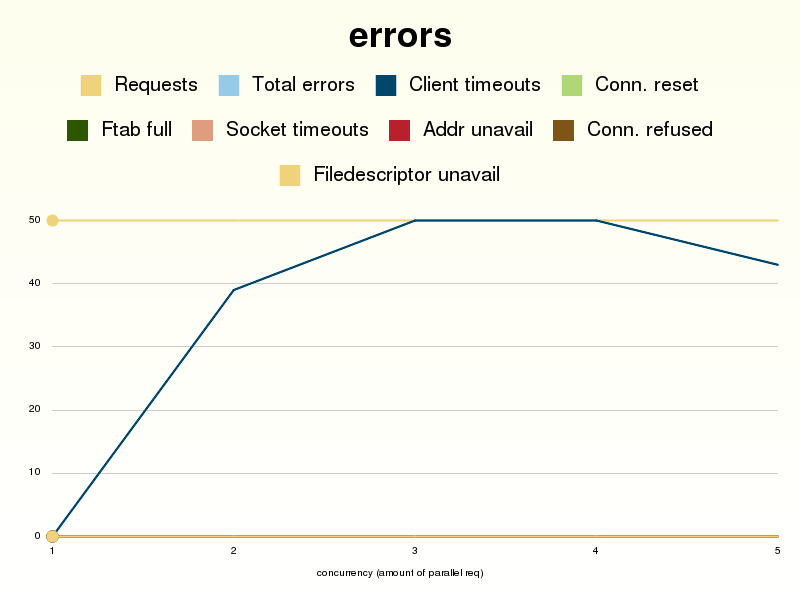 errors
Requests Total errors Client timeouts Conn. reset
Ftab full Socket timeouts Addr unavail Conn. refused
Filedescriptor unavail
50
40
30
20
10
0
1 2 3 4 5
concurrency (amount of parallel req)